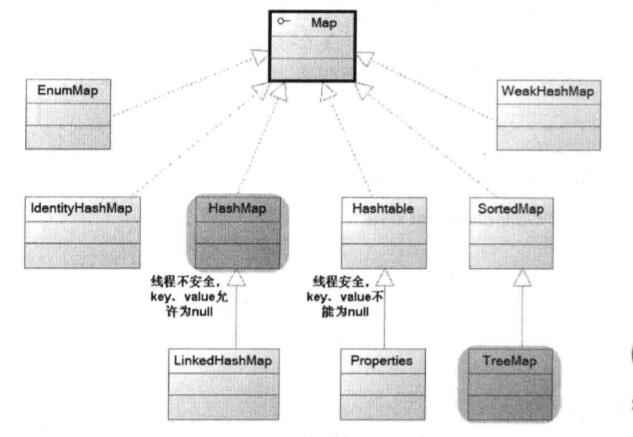 Map
EnumMap
WeakHashMap
IdentityHashMap
HashMap
Hashtable
SortedMap
线程不安全，
key、value允
许为null
线程安全，
key、value不
能为null
LinkedHashMap
Properties
TreeMap